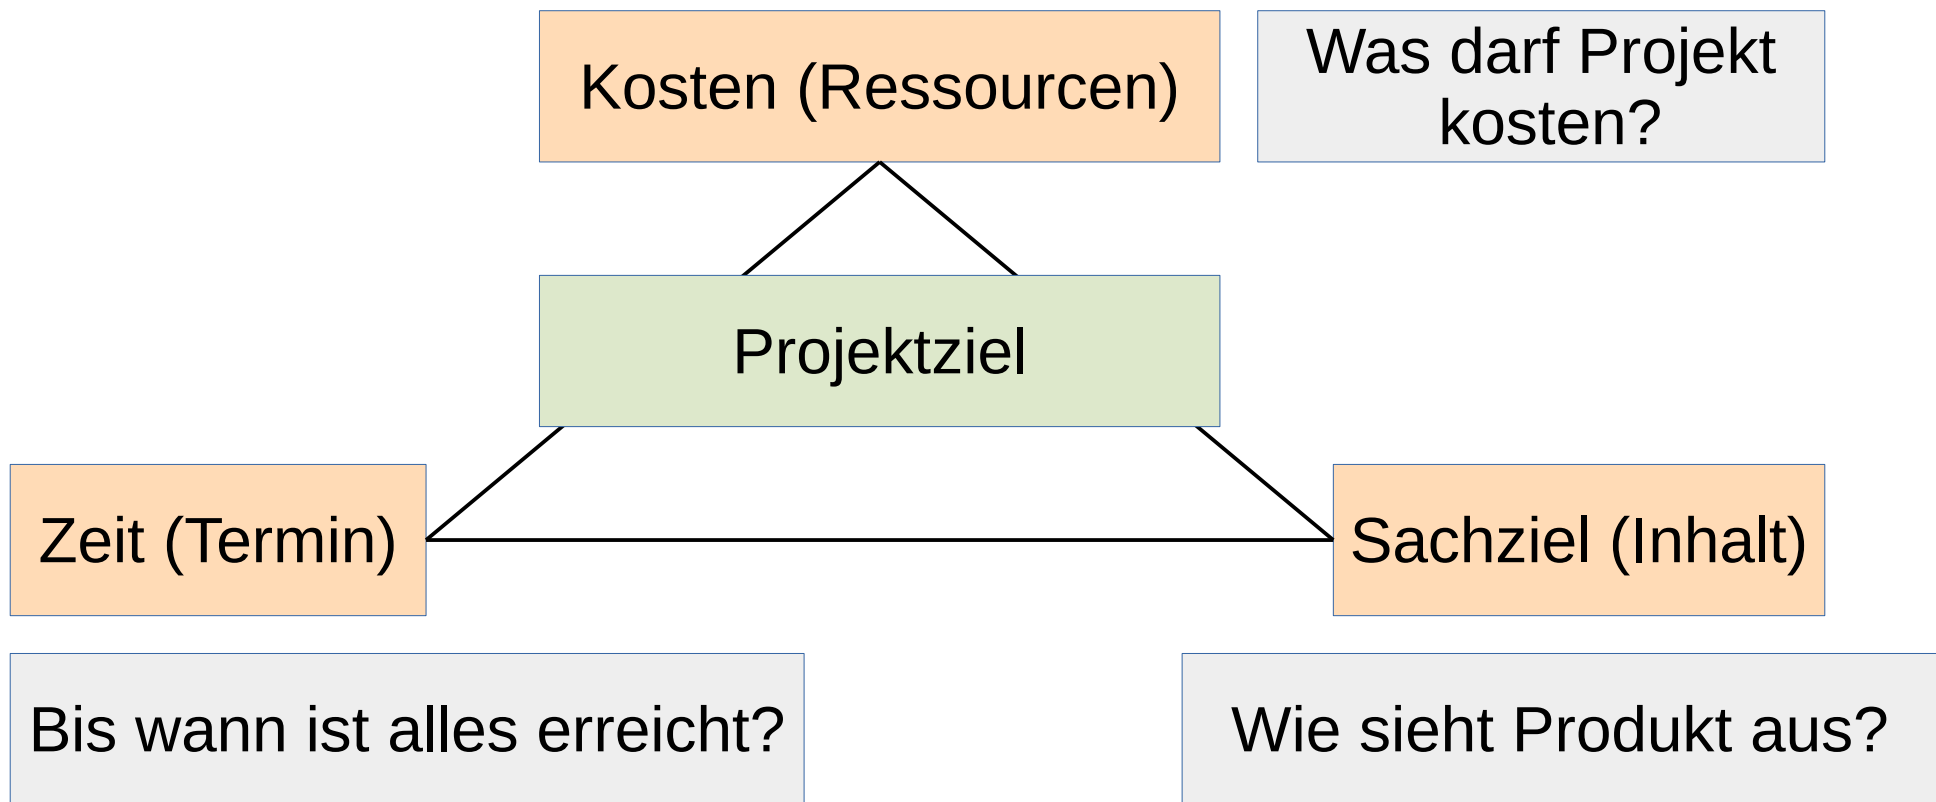 Kosten (Ressourcen)
Was darf Projekt
kosten?
Projektziel
Zeit (Termin)
Sachziel (Inhalt)
Bis wann ist alles erreicht?
Wie sieht Produkt aus?